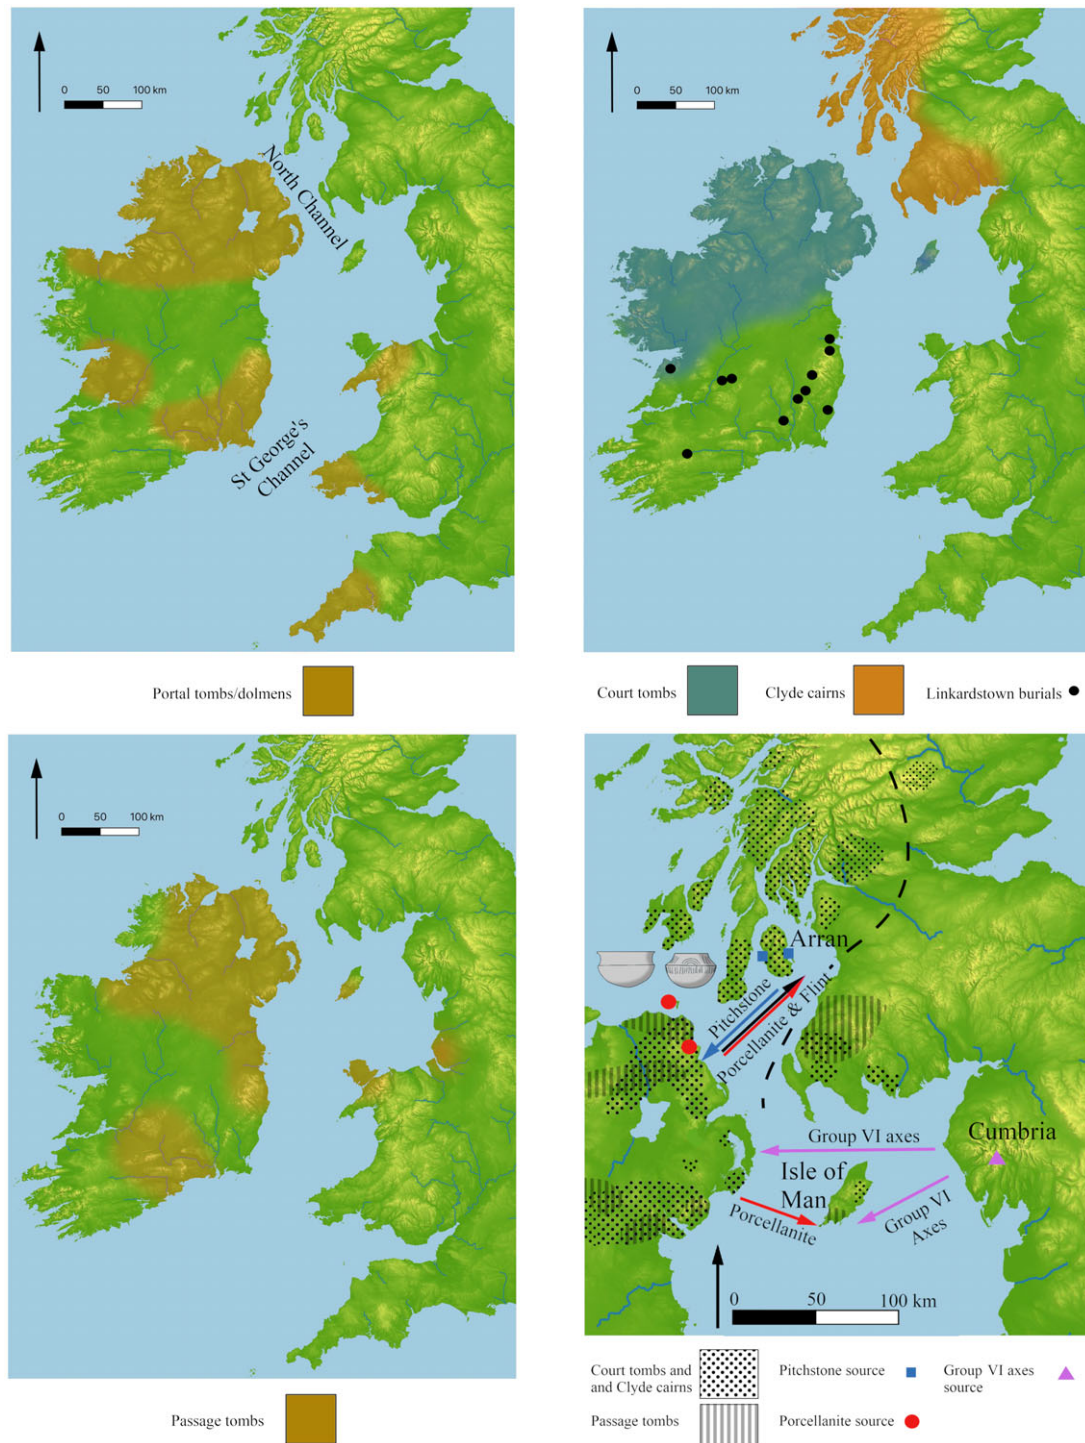 0 50 100 km
North Channel
St George's
Channel
Portal tombs/dolmens
0 50 100 km
Court tombs
Clyde cairns
Linkardstown burials
0 50 100 km
Passage tombs
Arran
Pitchstone
Porcellanite & Flint
Group VI axes
Cumbria
Isle of
Man
Porcellanite
Group VI
Axes
0 50 100 km
Court tombs and
and Clyde cairns
Pitchstone source
Group VI axes
source
Passage tombs
Porcellanite source